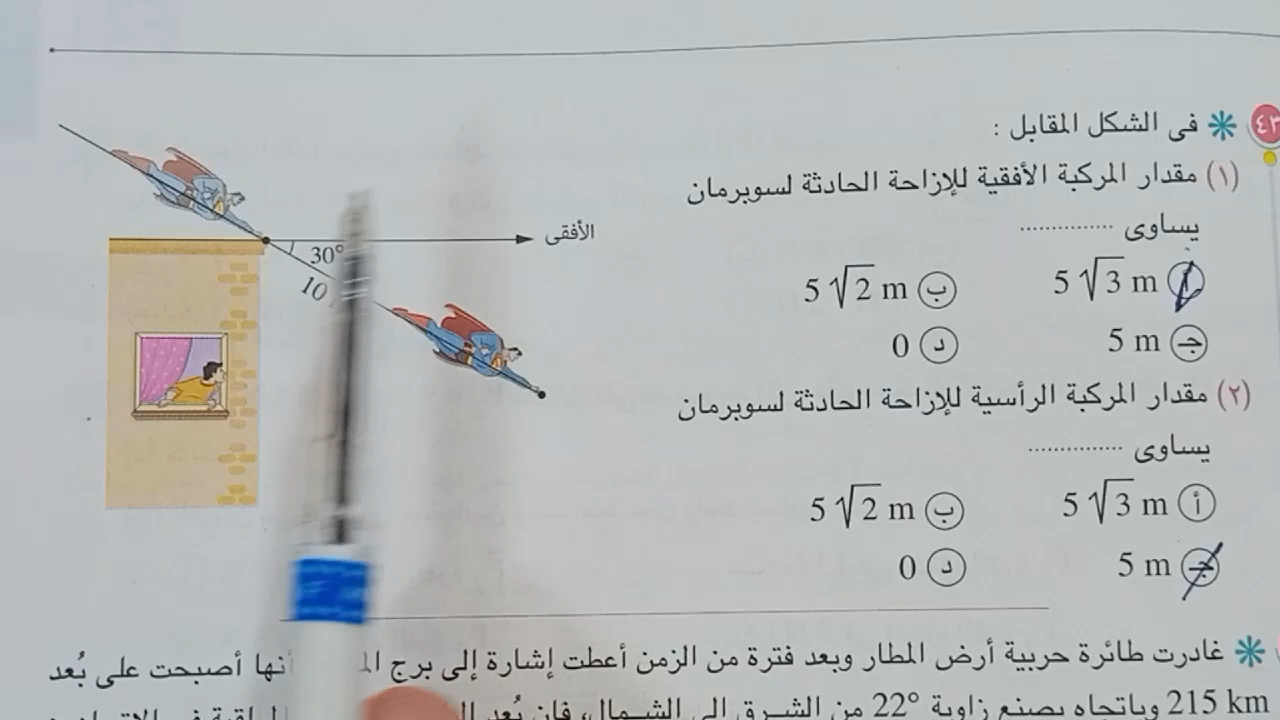 ٤٣ فى الشكل المقابل :
(١) مقدار المركبة الأفقية للإزاحة الحادثة لسوبرمان
يساوى ...............
أ 5 √3 m
ب 5 √2 m
جـ 5 m
د 0
(٢) مقدار المركبة الرأسية للإزاحة الحادثة لسوبرمان
يساوى ...............
أ 5 √3 m
ب 5 √2 m
جـ 5 m
د 0
الأفقى
30°
10
غادرت طائرة حربية أرض المطار وبعد فترة من الزمن أعطت إشارة إلى برج أنها أصبحت على بُعد
215 km وباتجاه يصنع زاوية 22° من الشرق إلى الشمال، فإن بُعد